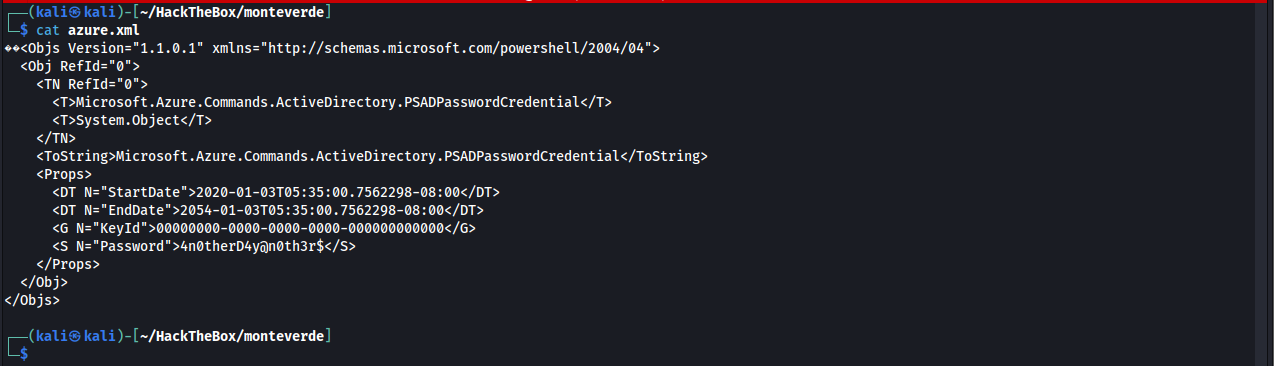 (kali㉿kali)-[~/HackTheBox/monteverde]
$ cat azure.xml
��<Objs Version="1.1.0.1" xmlns="http://schemas.microsoft.com/powershell/2004/04">
<Obj RefId="0">
<TN RefId="0">
<T>Microsoft.Azure.Commands.ActiveDirectory.PSADPasswordCredential</T>
<T>System.Object</T>
</TN>
<ToString>Microsoft.Azure.Commands.ActiveDirectory.PSADPasswordCredential</ToString>
<Props>
<DT N="StartDate">2020-01-03T05:35:00.7562298-08:00</DT>
<DT N="EndDate">2054-01-03T05:35:00.7562298-08:00</DT>
<G N="KeyId">00000000-0000-0000-0000-000000000000</G>
<S N="Password">4n0therD4y@n0th3r$</S>
</Props>
</Obj>
</Objs>
(kali㉿kali)-[~/HackTheBox/monteverde]
$